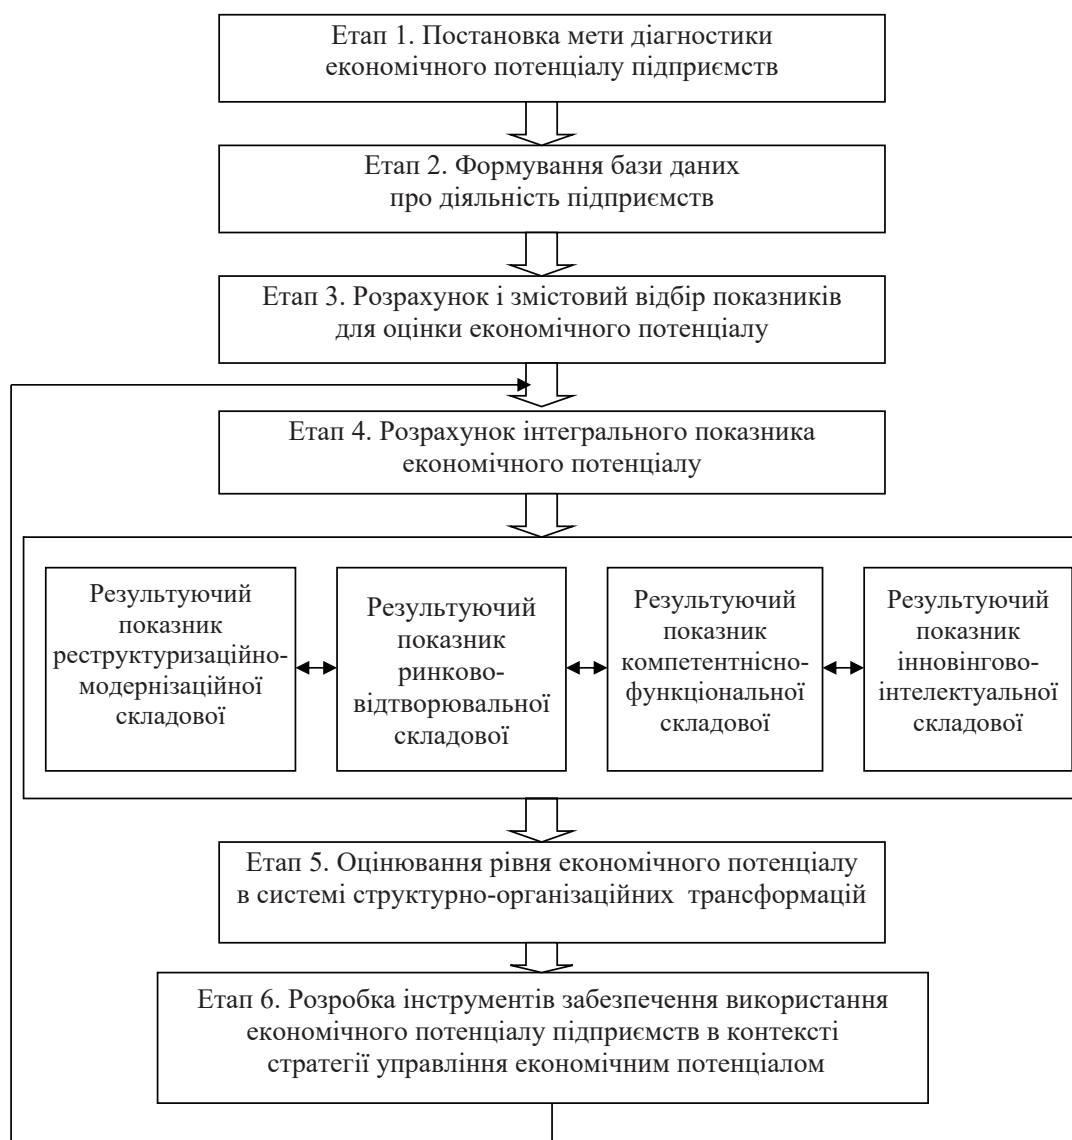 Етап 1. Постановка мети діагностики
економічного потенціалу підприємств
Етап 2. Формування бази даних
про діяльність підприємств
Етап 3. Розрахунок і змістовий відбір показників
для оцінки економічного потенціалу
Етап 4. Розрахунок інтегрального показника
економічного потенціалу
Результуючий
показник
реструктуризаційно-
модернізаційної
складової
Результуючий
показник
ринково-
відтворювальної
складової
Результуючий
показник
компетентнісно-
функціональної
складової
Результуючий
показник
інновінгово-
інтелектуальної
складової
Етап 5. Оцінювання рівня економічного потенціалу
в системі структурно-організаційних трансформацій
Етап 6. Розробка інструментів забезпечення використання
економічного потенціалу підприємств в контексті
стратегії управління економічним потенціалом